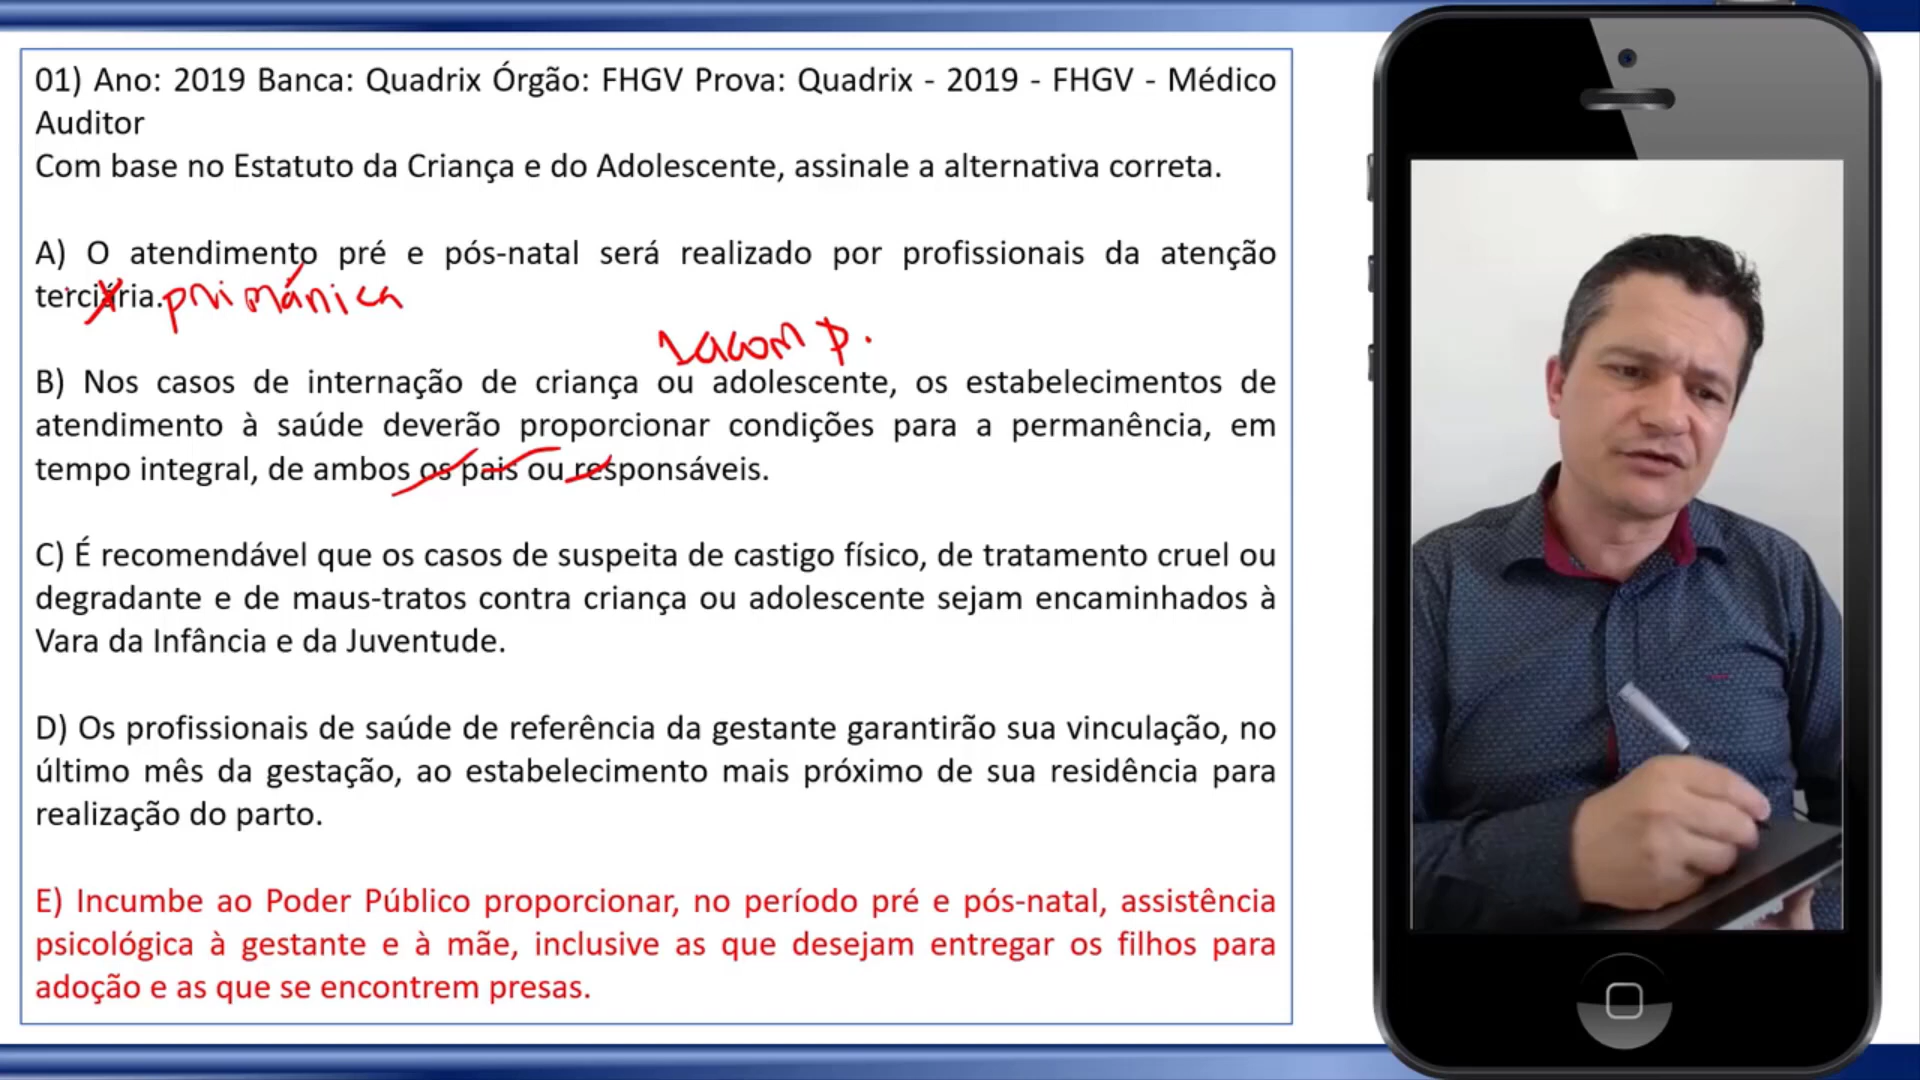 01) Ano: 2019 Banca: Quadrix Órgão: FHGV Prova: Quadrix - 2019 - FHGV - Médico
Auditor
Com base no Estatuto da Criança e do Adolescente, assinale a alternativa correta.
A) O atendimento pré e pós-natal será realizado por profissionais da atenção
terciária. primária
1 acomp.
B) Nos casos de internação de criança ou adolescente, os estabelecimentos de
atendimento à saúde deverão proporcionar condições para a permanência, em
tempo integral, de ambos os pais ou responsáveis.
C) É recomendável que os casos de suspeita de castigo físico, de tratamento cruel ou
degradante e de maus-tratos contra criança ou adolescente sejam encaminhados à
Vara da Infância e da Juventude.
D) Os profissionais de saúde de referência da gestante garantirão sua vinculação, no
último mês da gestação, ao estabelecimento mais próximo de sua residência para
realização do parto.
E) Incumbe ao Poder Público proporcionar, no período pré e pós-natal, assistência
psicológica à gestante e à mãe, inclusive as que desejam entregar os filhos para
adoção e as que se encontrem presas.